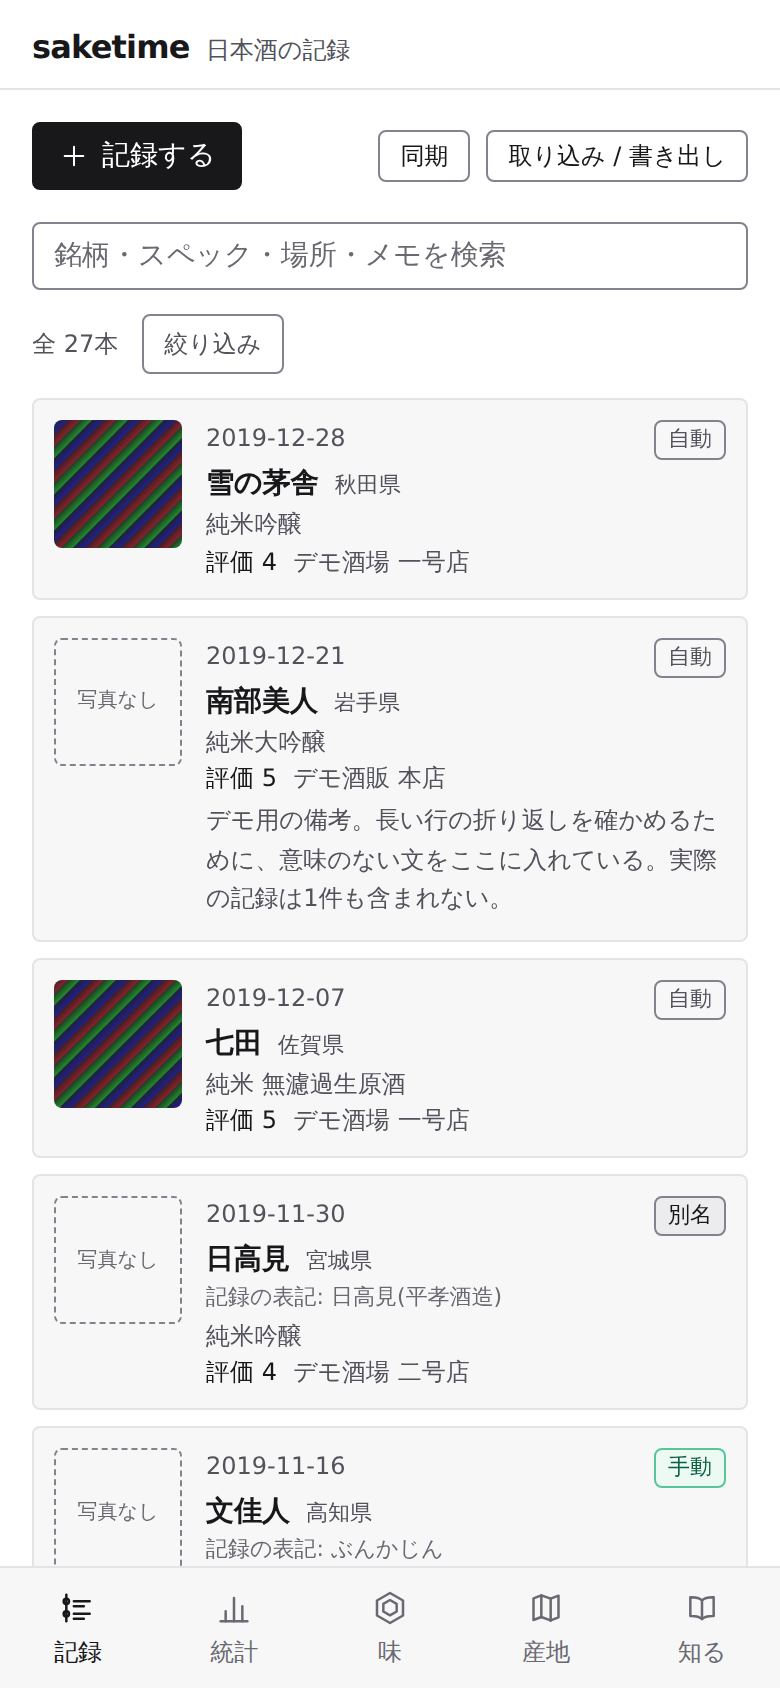 saketime 日本酒の記録
＋ 記録する 同期 取り込み / 書き出し
銘柄・スペック・場所・メモを検索
全 27本 絞り込み
2019-12-28 自動
雪の茅舎 秋田県
純米吟醸
評価 4 デモ酒場 一号店
写真なし
2019-12-21 自動
南部美人 岩手県
純米大吟醸
評価 5 デモ酒販 本店
デモ用の備考。長い行の折り返しを確かめるた
めに、意味のない文をここに入れている。実際
の記録は1件も含まれない。
2019-12-07 自動
七田 佐賀県
純米 無濾過生原酒
評価 5 デモ酒場 一号店
写真なし
2019-11-30 別名
日高見 宮城県
記録の表記: 日高見(平孝酒造)
純米吟醸
評価 4 デモ酒場 二号店
写真なし
2019-11-16 手動
文佳人 高知県
記録の表記: ぶんかじん
記録 統計 味 産地 知る